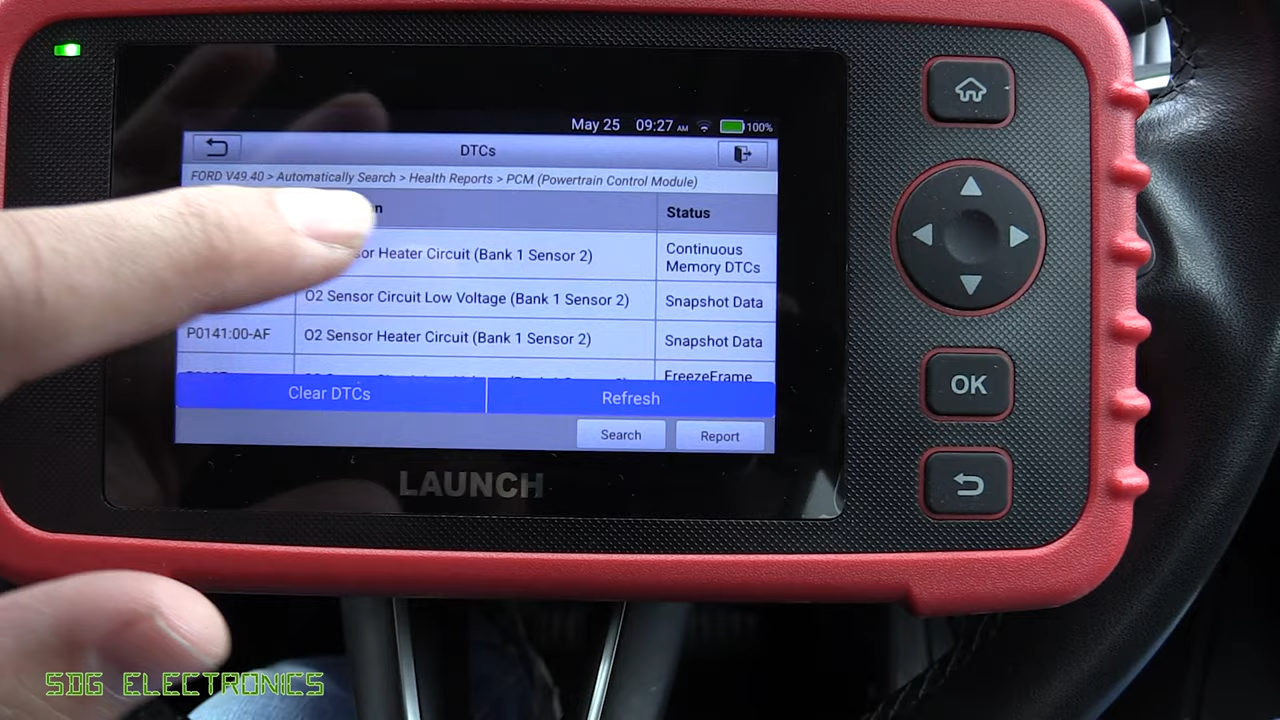 May 25 09:27 AM 100%
DTCs
FORD V49.40 > Automatically Search > Health Reports > PCM (Powertrain Control Module)
Status
Heater Circuit (Bank 1 Sensor 2) Continuous
Memory DTCs
O2 Sensor Circuit Low Voltage (Bank 1 Sensor 2) Snapshot Data
P0141:00-AF O2 Sensor Heater Circuit (Bank 1 Sensor 2) Snapshot Data
FreezeFrame
Clear DTCs Refresh
Search Report
LAUNCH
OK
SDG ELECTRONICS